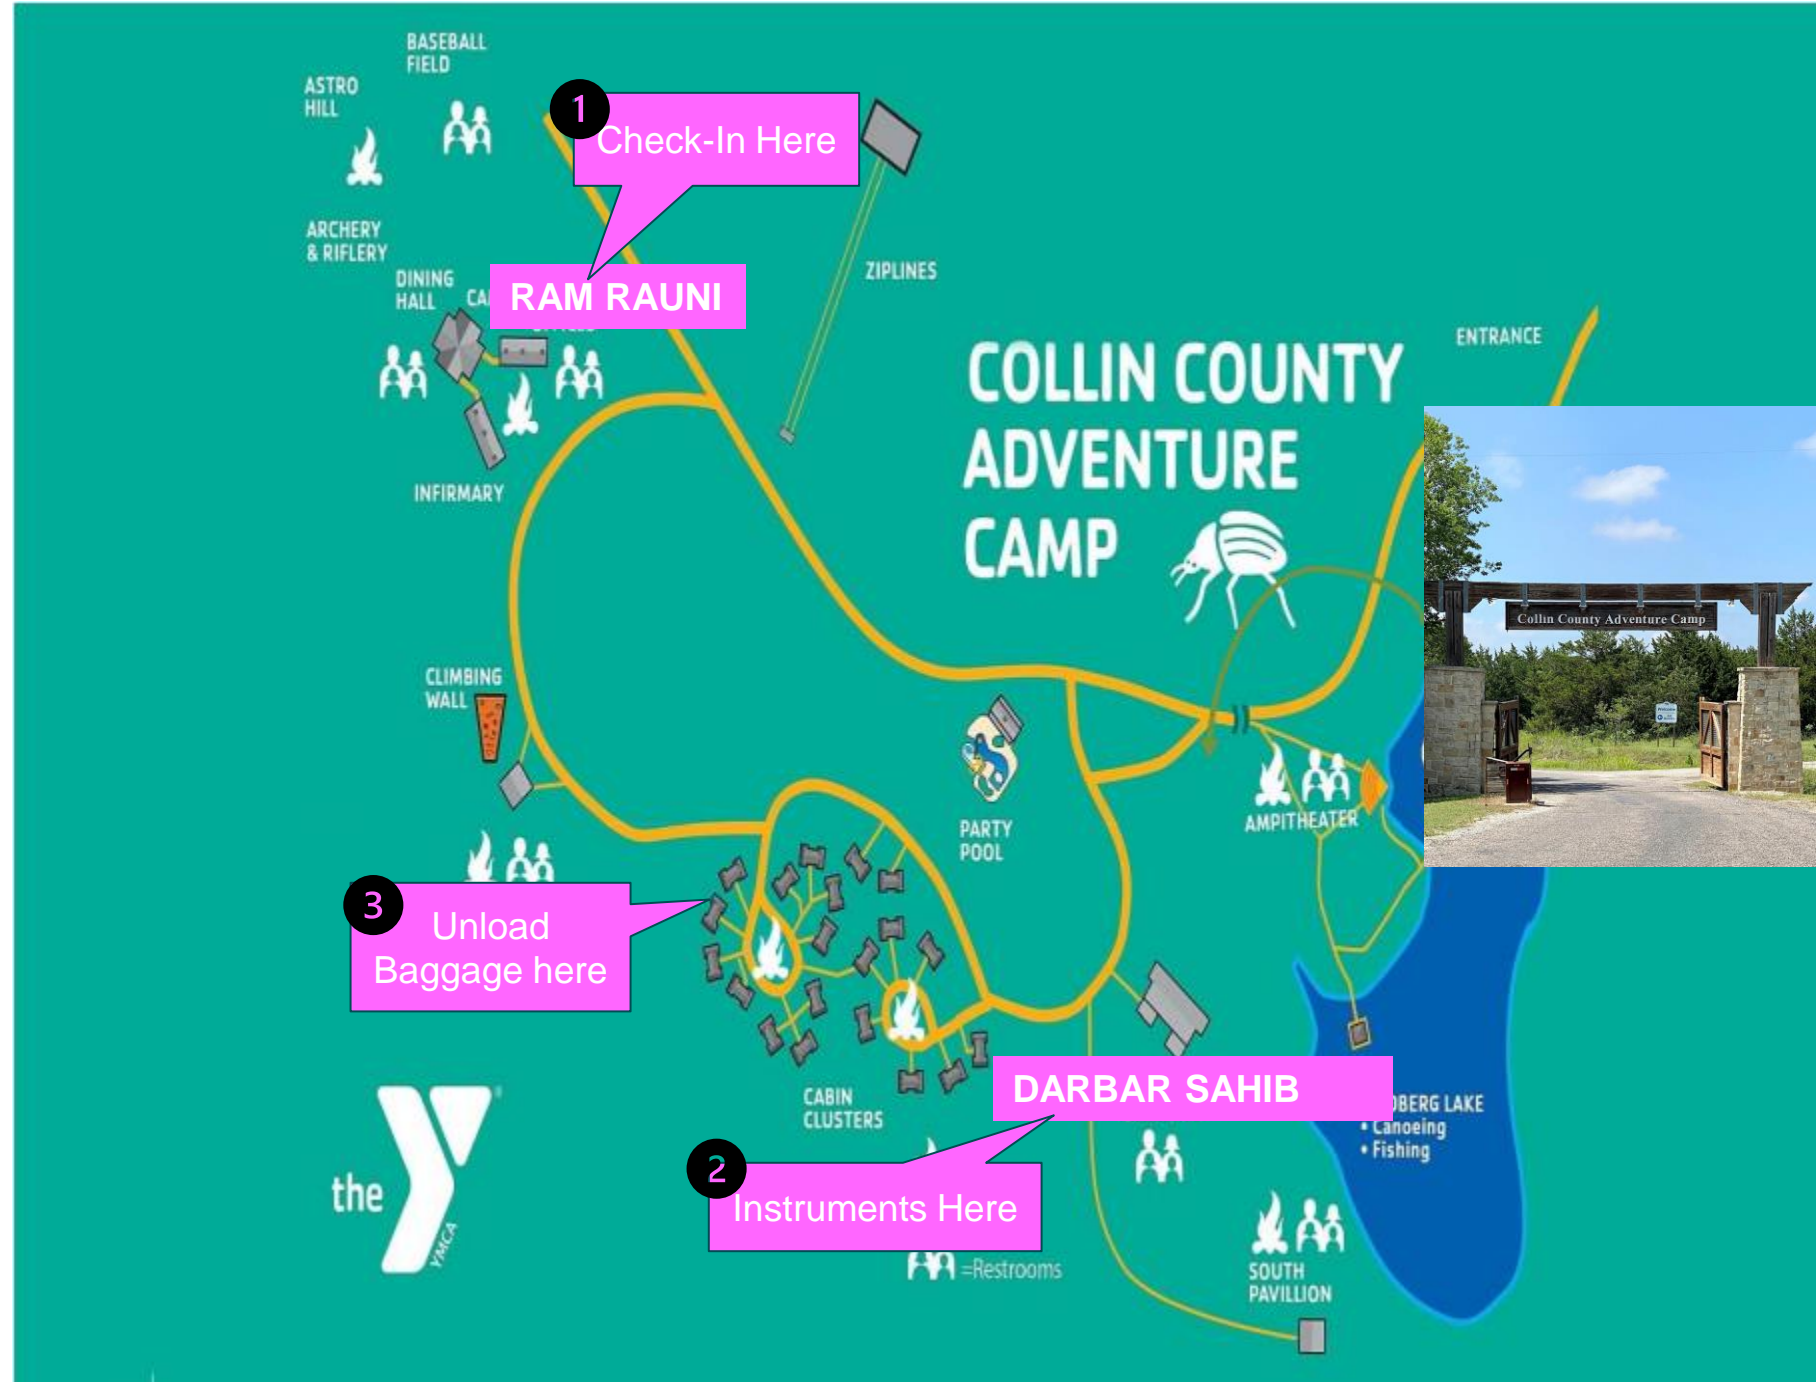 BASEBALL
FIELD
ASTRO
HILL
1
Check-In Here
ARCHERY
& RIFLERY
DINING
HALL
RAM RAUNI
ZIPLINES
ENTRANCE
COLLIN COUNTY
ADVENTURE
CAMP
INFIRMARY
Collin County Adventure Camp
CLIMBING
WALL
PARTY
POOL
AMPITHEATER
3
Unload
Baggage here
CABIN
CLUSTERS
DARBAR SAHIB
LAKE
• Canoeing
• Fishing
2
Instruments Here
the Y
YMCA
®
=Restrooms
SOUTH
PAVILLION